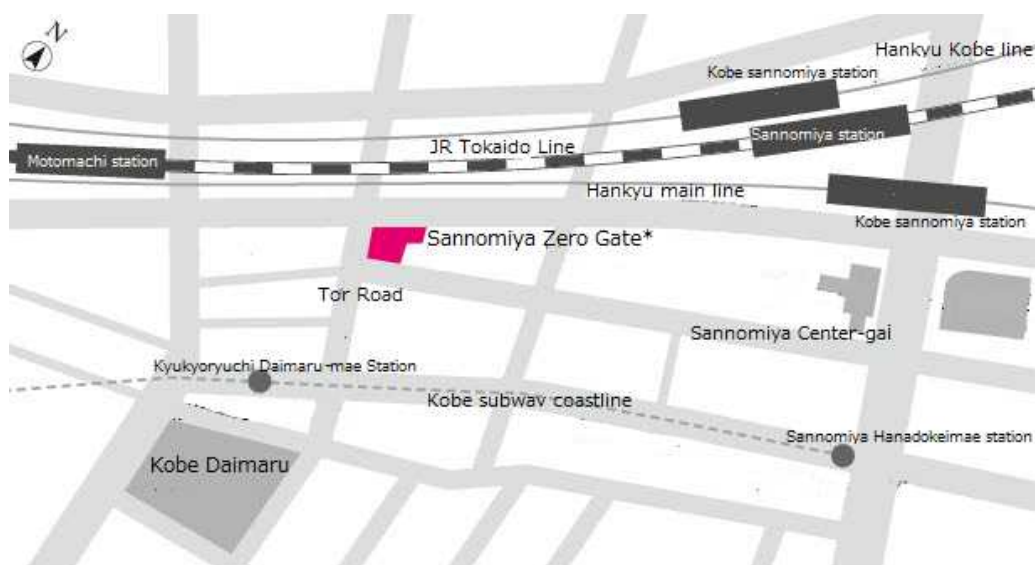 N
Hankyu Kobe line
Kobe sannomiya station
Sannomiya station
JR Tokaido Line
Motomachi station
Hankyu main line
Kobe sannomiya station
Sannomiya Zero Gate*
Tor Road
Sannomiya Center-gai
Kyukyoryuchi Daimaru-mae Station
Kobe subway coastline
Sannomiya Hanadokeimae station
Kobe Daimaru